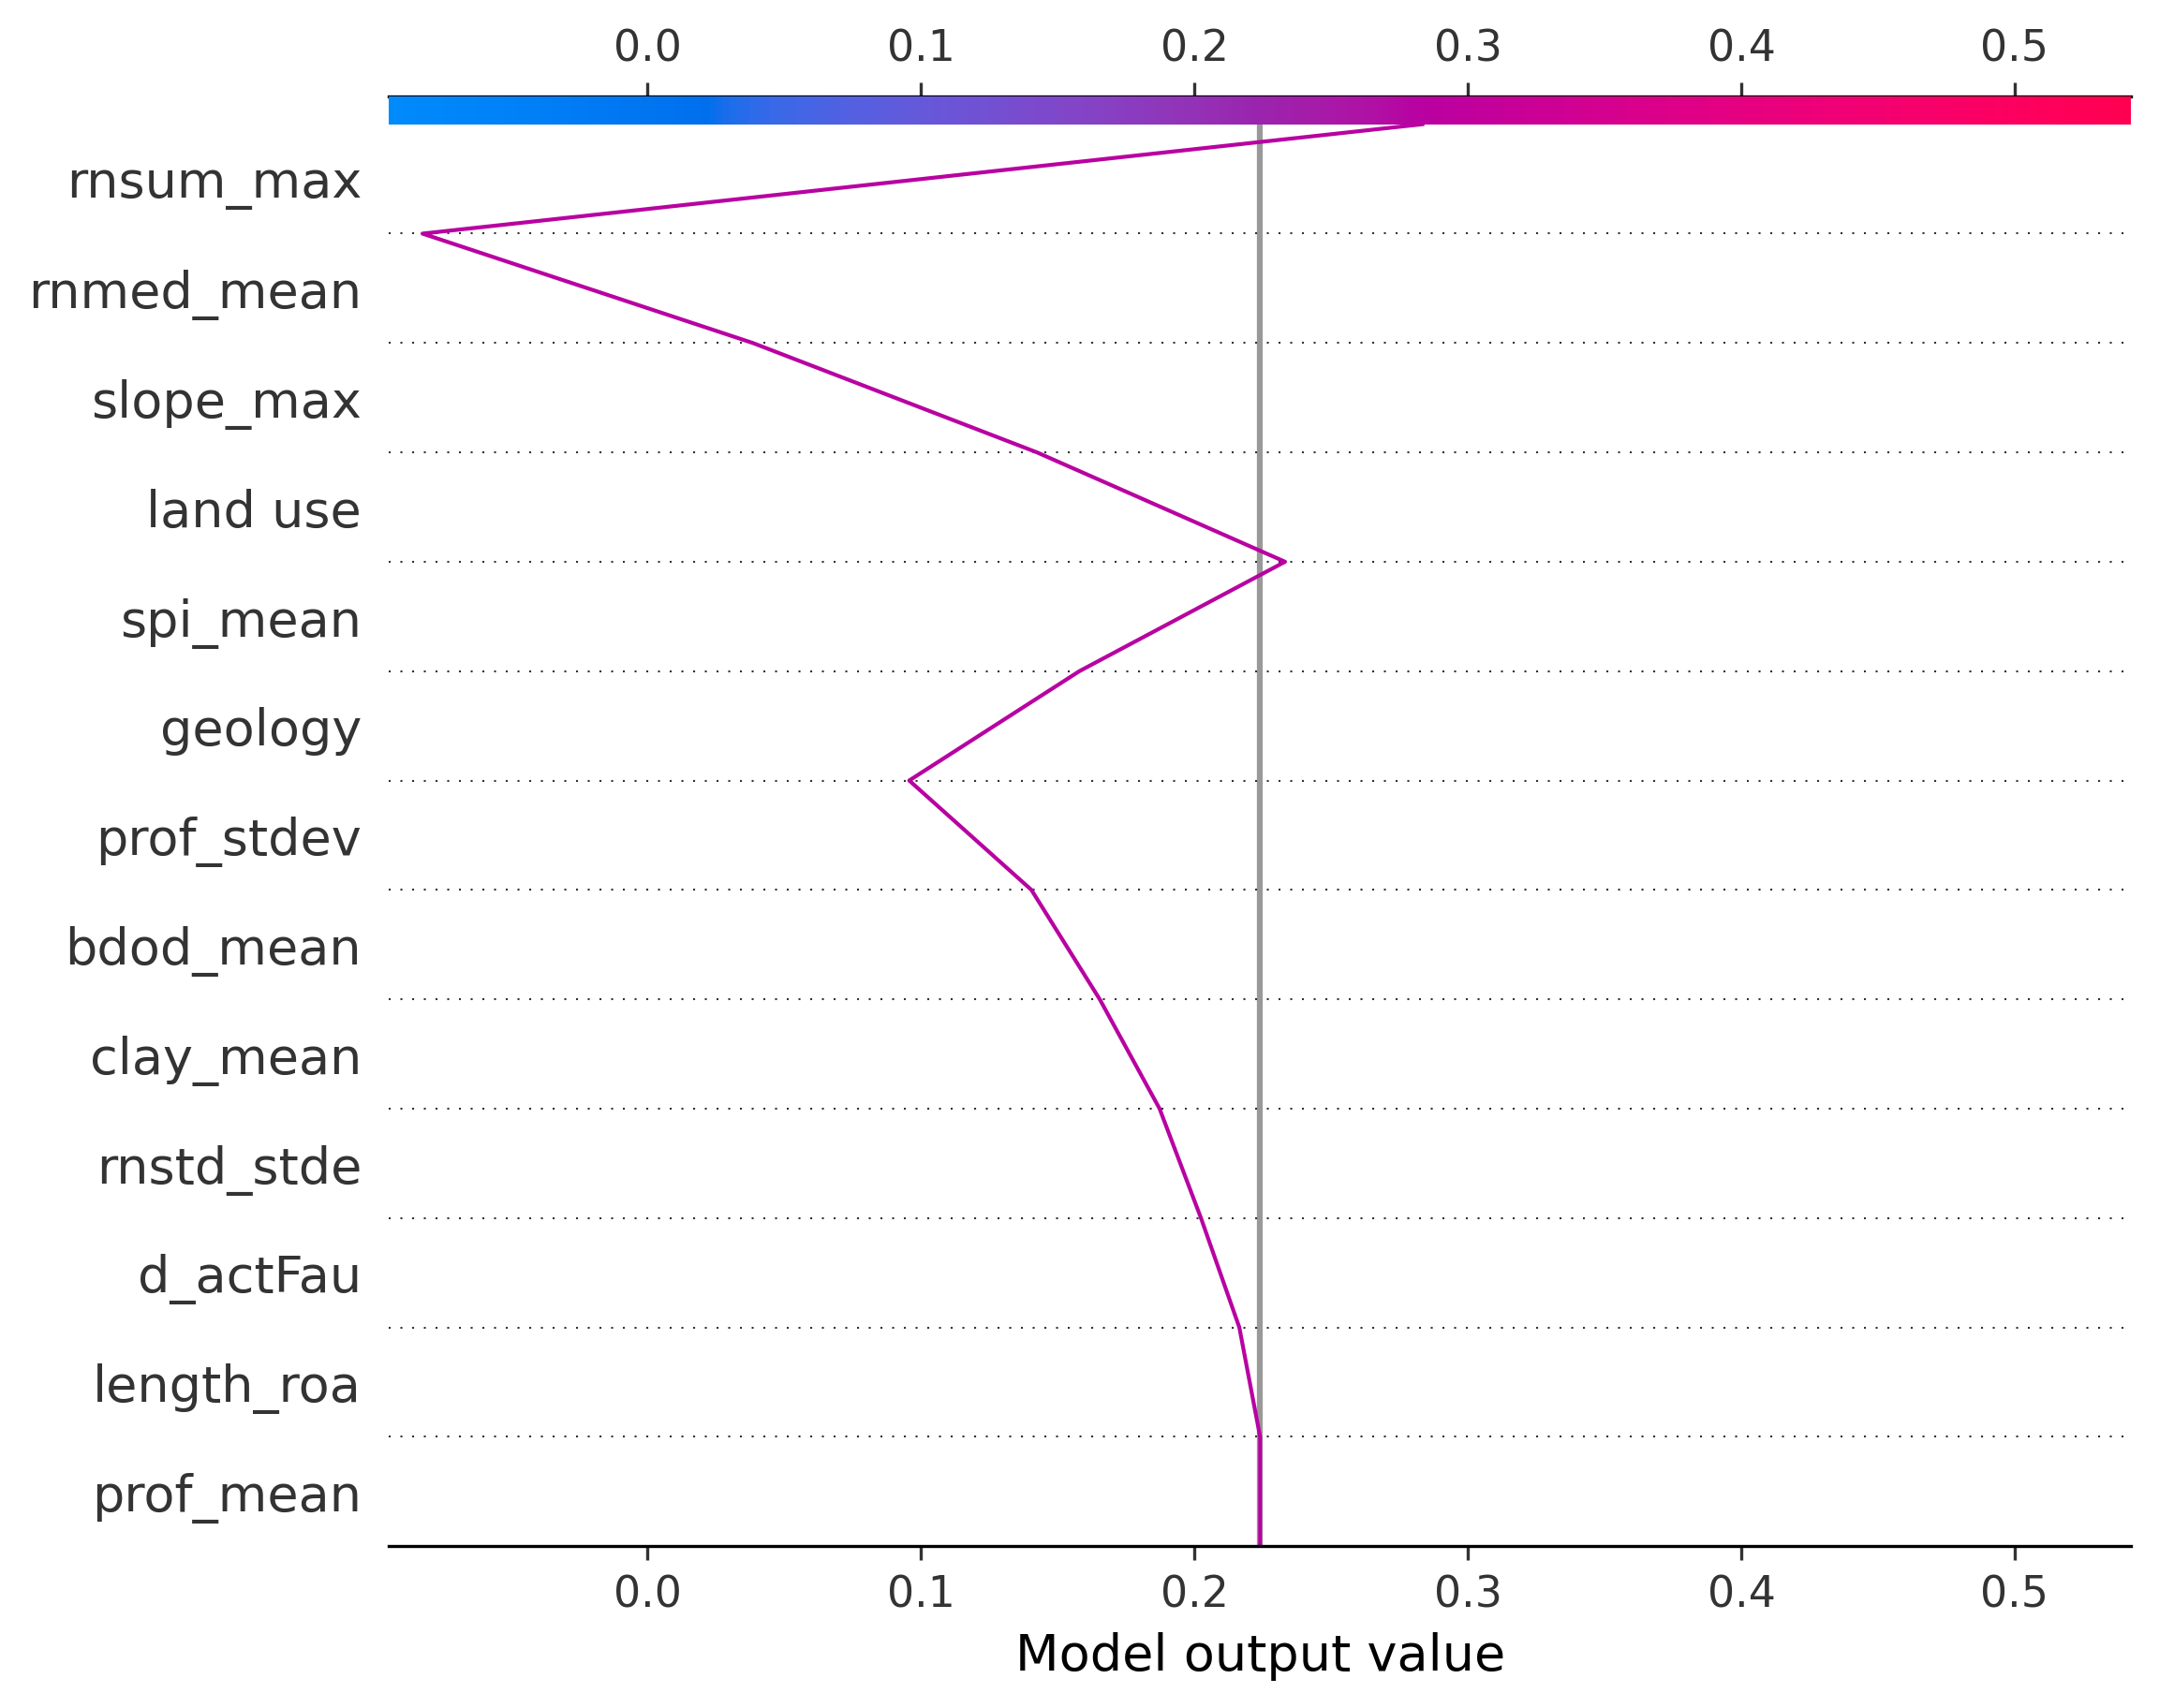 0.0 0.1 0.2 0.3 0.4 0.5
rnsum_max
rnmed_mean
slope_max
land use
spi_mean
geology
prof_stdev
bdod_mean
clay_mean
rnstd_stde
d_actFau
length_roa
prof_mean
0.0 0.1 0.2 0.3 0.4 0.5
Model output value